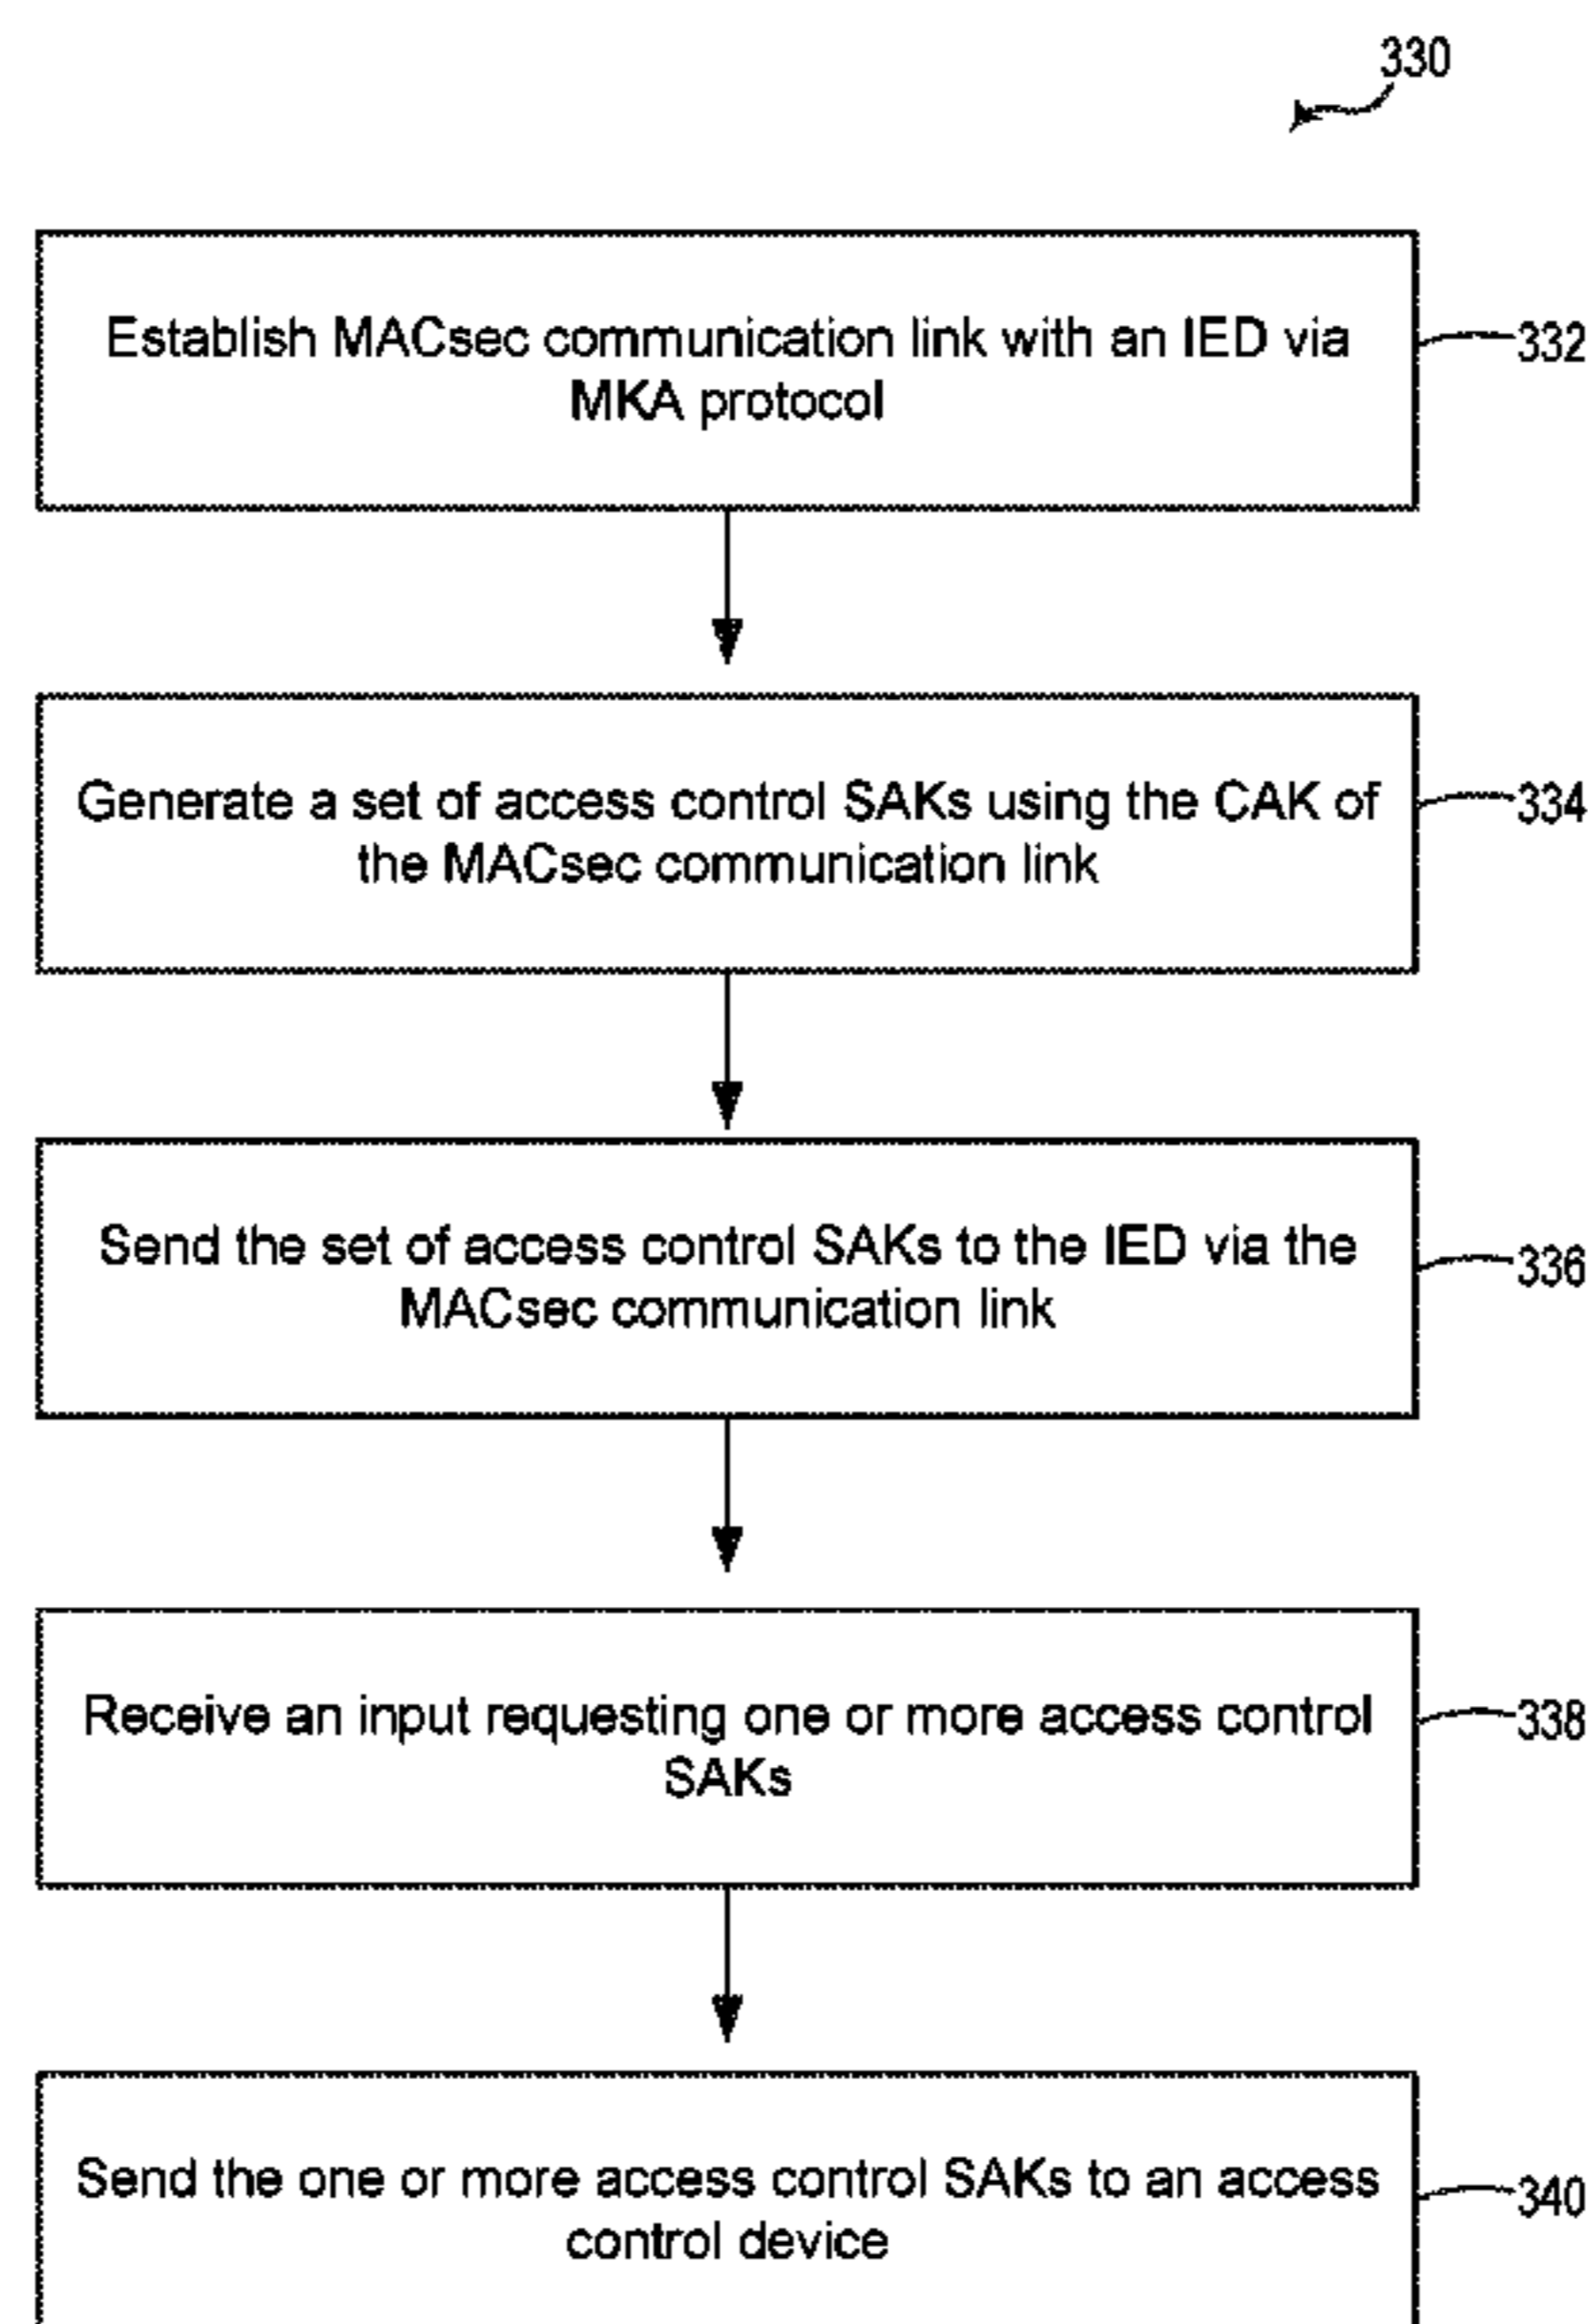 330
Establish MACsec communication link with an IED via
MKA protocol
332
Generate a set of access control SAKs using the CAK of
the MACsec communication link
334
Send the set of access control SAKs to the IED via the
MACsec communication link
336
Receive an input requesting one or more access control
SAKs
338
Send the one or more access control SAKs to an access
control device
340